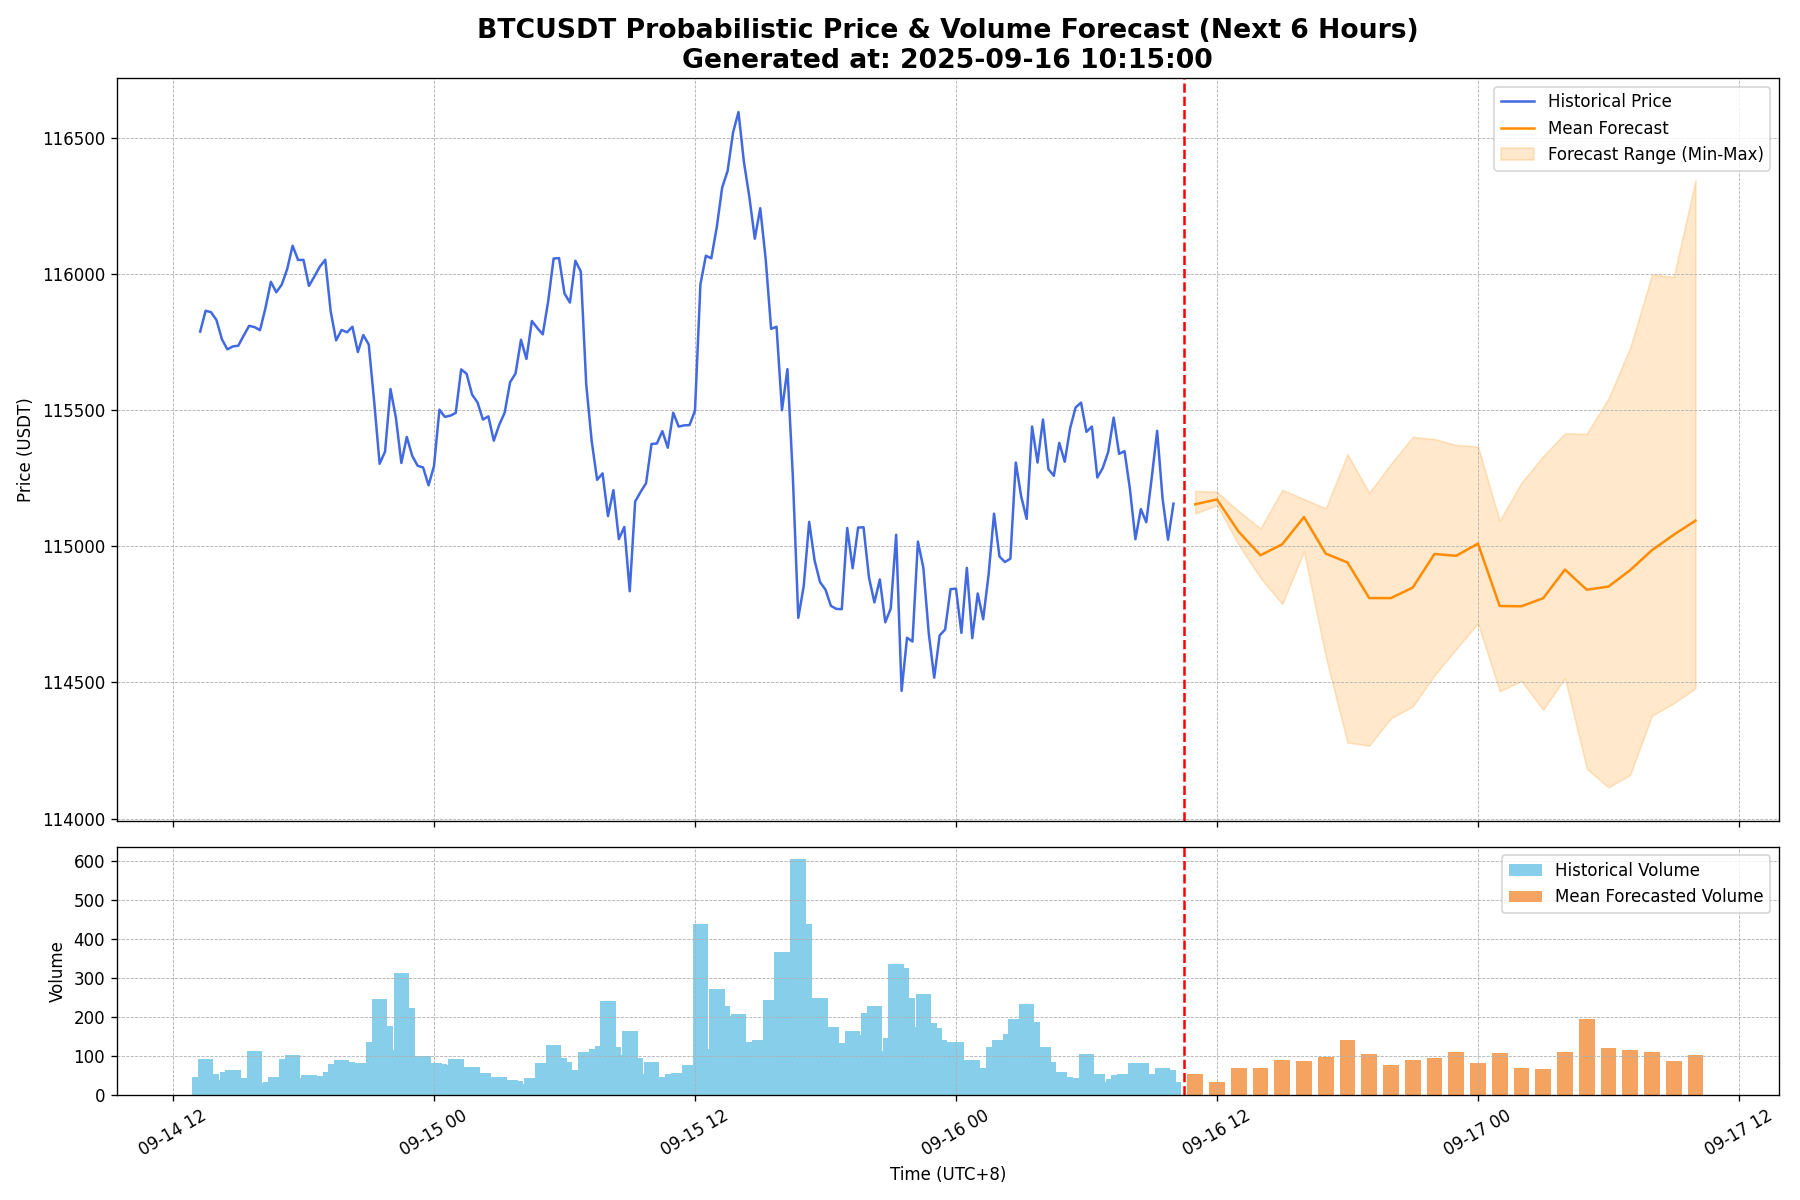 BTCUSDT Probabilistic Price & Volume Forecast (Next 6 Hours)
Generated at: 2025-09-16 10:15:00
Historical Price
Mean Forecast
Forecast Range (Min-Max)
Price (USDT)
116500
116000
115500
115000
114500
114000
Historical Volume
Mean Forecasted Volume
Volume
600
500
400
300
200
100
0
09-14 12
09-15 00
09-15 12
09-16 00
09-16 12
09-17 00
09-17 12
Time (UTC+8)